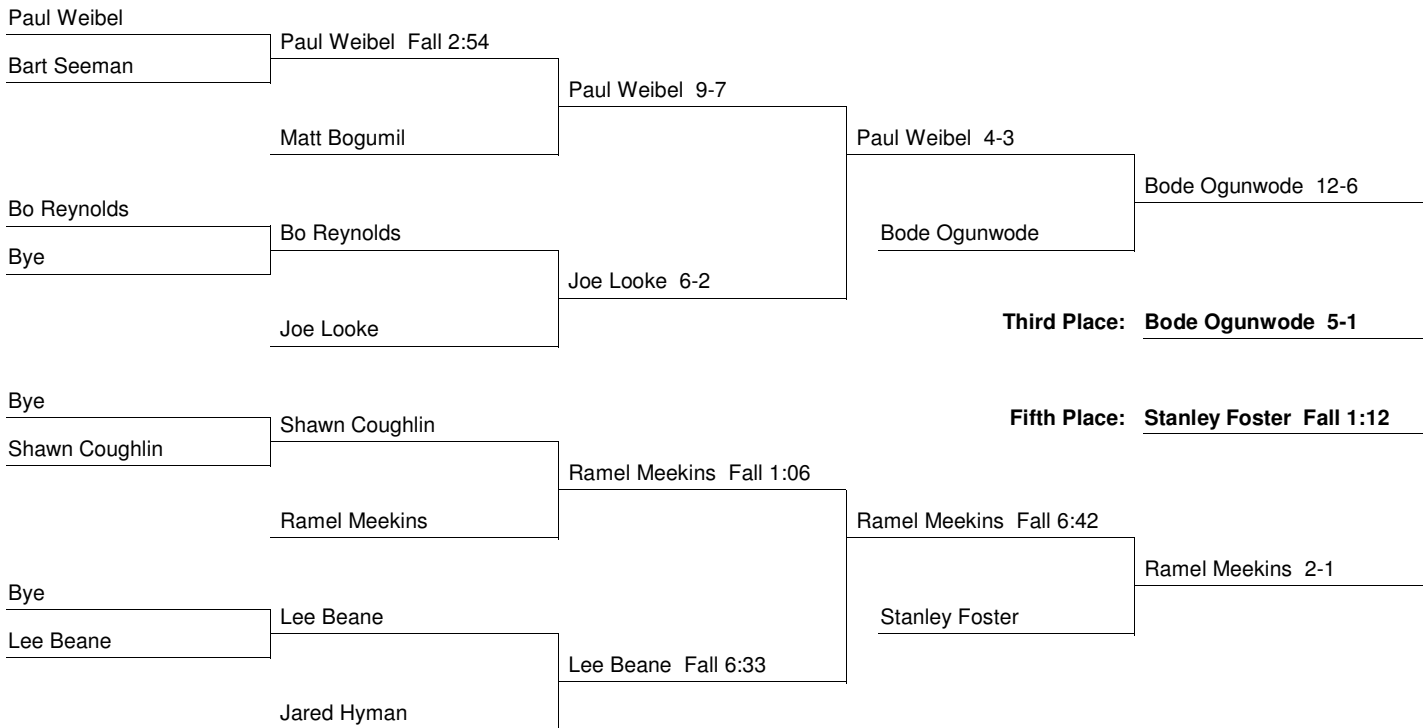 Paul Weibel
Bart Seeman
Paul Weibel Fall 2:54
Matt Bogumil
Paul Weibel 9-7
Bo Reynolds
Bye
Bo Reynolds
Joe Looke
Joe Looke 6-2
Paul Weibel 4-3
Bode Ogunwode
Bode Ogunwode 12-6
Third Place: Bode Ogunwode 5-1
Fifth Place: Stanley Foster Fall 1:12
Bye
Shawn Coughlin
Shawn Coughlin
Ramel Meekins
Ramel Meekins Fall 1:06
Bye
Lee Beane
Lee Beane
Jared Hyman
Lee Beane Fall 6:33
Ramel Meekins Fall 6:42
Stanley Foster
Ramel Meekins 2-1